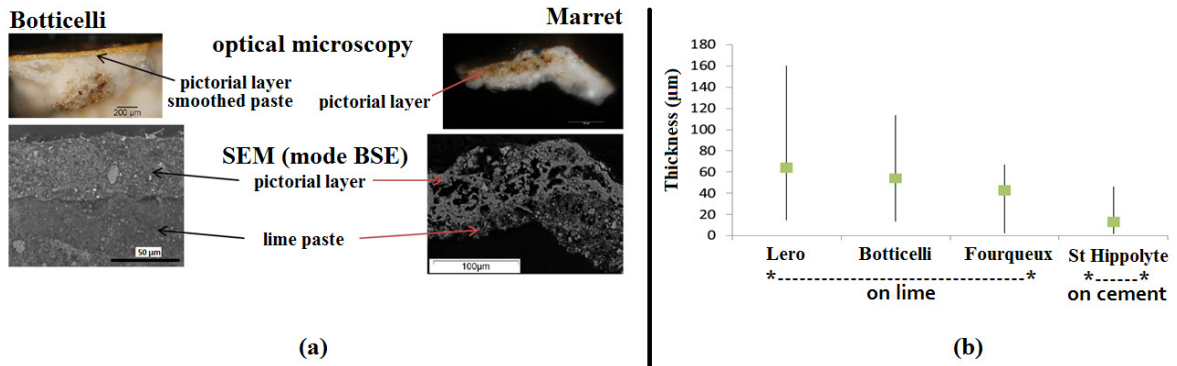 Botticelli
Marret
optical microscopy
pictorial layer
smoothed paste
pictorial layer
200 µm
SEM (mode BSE)
pictorial layer
lime paste
50 µm
100µm
(a)
Thickness (µm)
180
160
140
120
100
80
60
40
20
0
Lero Botticelli Fourqueux St Hippolyte
*----------------------------------* *------*
on lime on cement
(b)